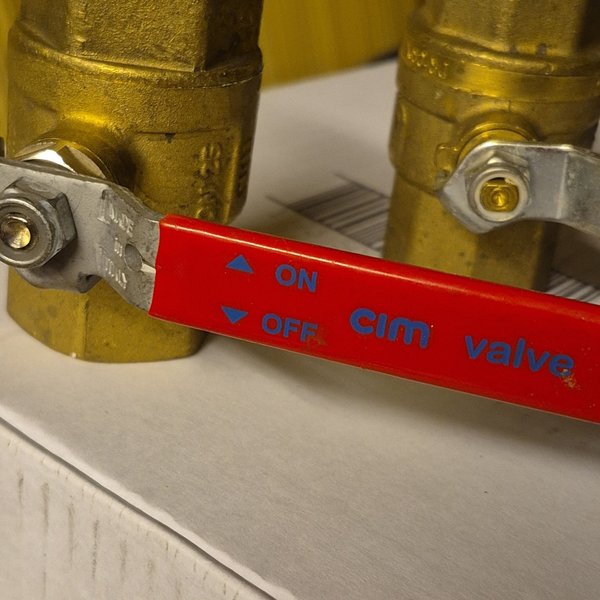 ▲ ON
▼ OFF
cim valve